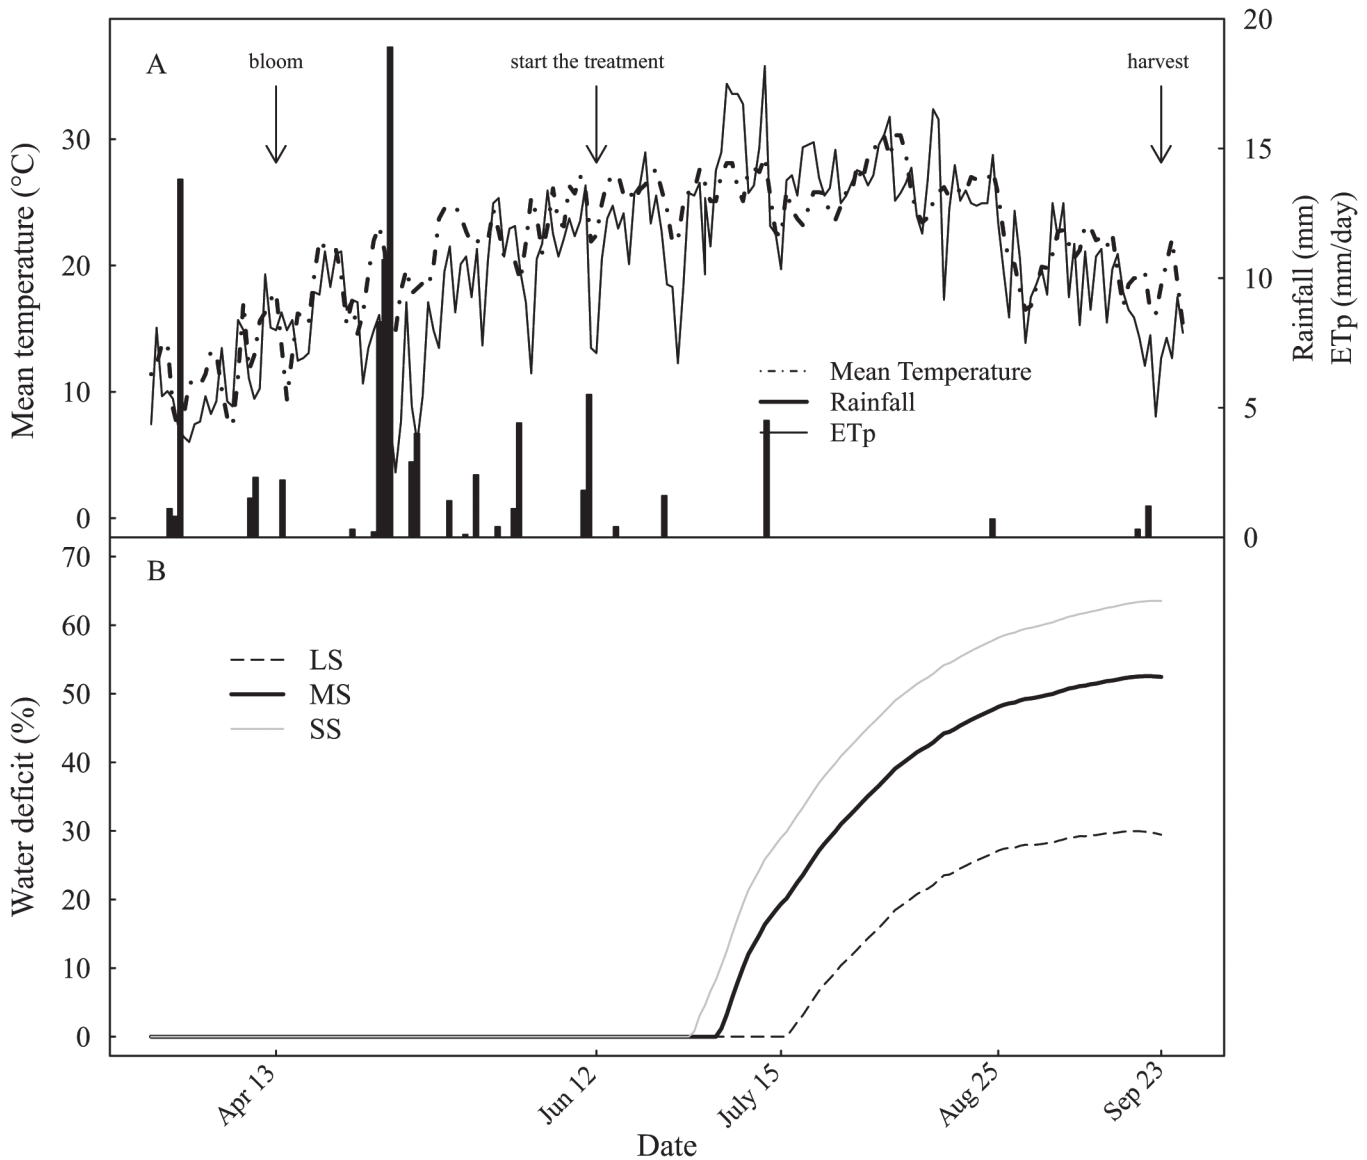 A
bloom
start the treatment
harvest
Mean temperature (°C)
30
20
10
0
20
15
10
5
0
Rainfall (mm)
ETp (mm/day)
Mean Temperature
Rainfall
ETp
B
Water deficit (%)
70
60
50
40
30
20
10
0
LS
MS
SS
Apr 13
Jun 12
July 15
Aug 25
Sep 23
Date